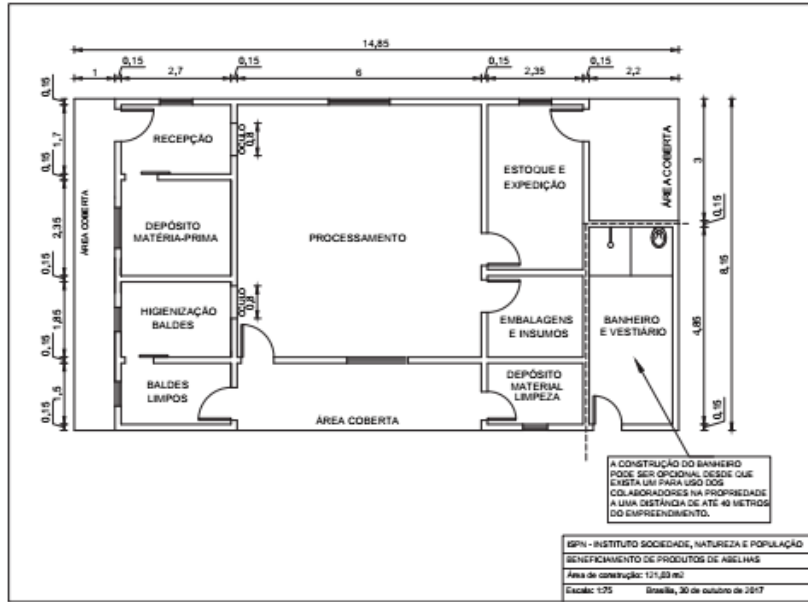 14,85
0,15
0,15
0,15
0,15
1
2,7
6
2,35
2,2
0,15
1,7
0,15
2,35
0,15
1,85
0,15
1,5
0,15
RECEPÇÃO
ÓCULO
0,8
ESTOQUE E
EXPEDIÇÃO
ÁREA COBERTA
3
0,15
ÁREA COBERTA
DEPÓSITO
MATÉRIA-PRIMA
PROCESSAMENTO
8,15
HIGIENIZAÇÃO
BALDES
ÓCULO
0,8
EMBALAGENS
E INSUMOS
BANHEIRO
E VESTIÁRIO
4,85
BALDES
LIMPOS
ÁREA COBERTA
DEPÓSITO
MATERIAL
LIMPEZA
0,15
A CONSTRUÇÃO DO BANHEIRO
PODE SER OPCIONAL DESDE QUE
EXISTA UM PARA USO DOS
COLABORADORES NA PROPRIEDADE
A UMA DISTÂNCIA DE ATÉ 40 METROS
DO EMPREENDIMENTO.
ISPN - INSTITUTO SOCIEDADE, NATUREZA E POPULAÇÃO
BENEFICIAMENTO DE PRODUTOS DE ABELHAS
Área de construção: 121,03 m2
Escala: 1:75 Brasília, 30 de outubro de 2017